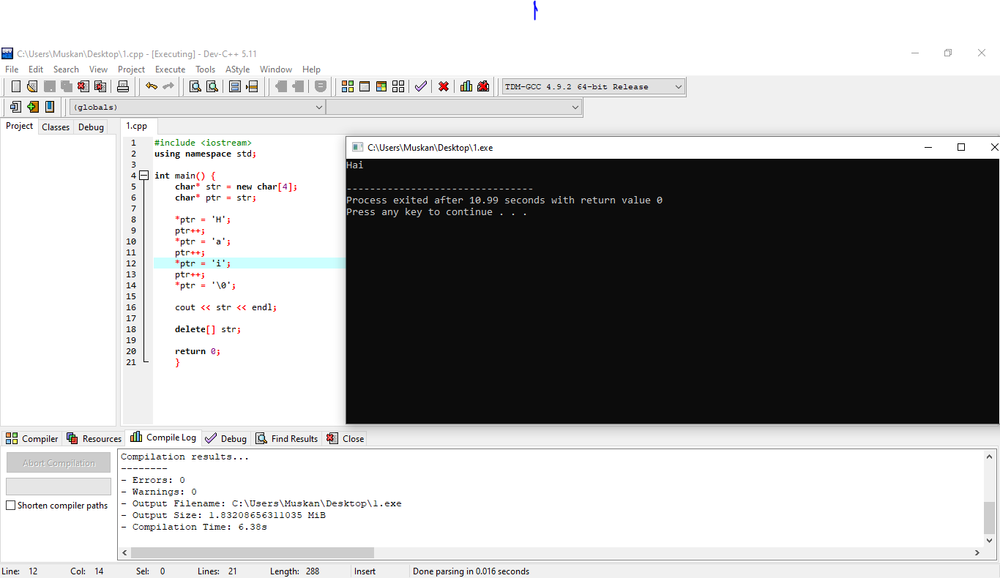 C:\Users\Muskan\Desktop\1.cpp - [Executing] - Dev-C++ 5.11
File Edit Search View Project Execute Tools AStyle Window Help
TDM-GCC 4.9.2 64-bit Release
(globals)
Project Classes Debug
1.cpp
1 #include <iostream>
2 using namespace std;
3
4 int main() {
5 char* str = new char[4];
6 char* ptr = str;
7
8 *ptr = 'H';
9 ptr++;
10 *ptr = 'a';
11 ptr++;
12 *ptr = 'i';
13 ptr++;
14 *ptr = '\0';
15
16 cout << str << endl;
17
18 delete[] str;
19
20 return 0;
21 }
C:\Users\Muskan\Desktop\1.exe
Hai
--------------------------------
Process exited after 10.99 seconds with return value 0
Press any key to continue . . .
Compiler Resources Compile Log Debug Find Results Close
Abort Compilation
Shorten compiler paths
Compilation results...
--------
- Errors: 0
- Warnings: 0
- Output Filename: C:\Users\Muskan\Desktop\1.exe
- Output Size: 1.83208656311035 MiB
- Compilation Time: 6.38s
Line: 12 Col: 14 Sel: 0 Lines: 21 Length: 288 Insert Done parsing in 0.016 seconds